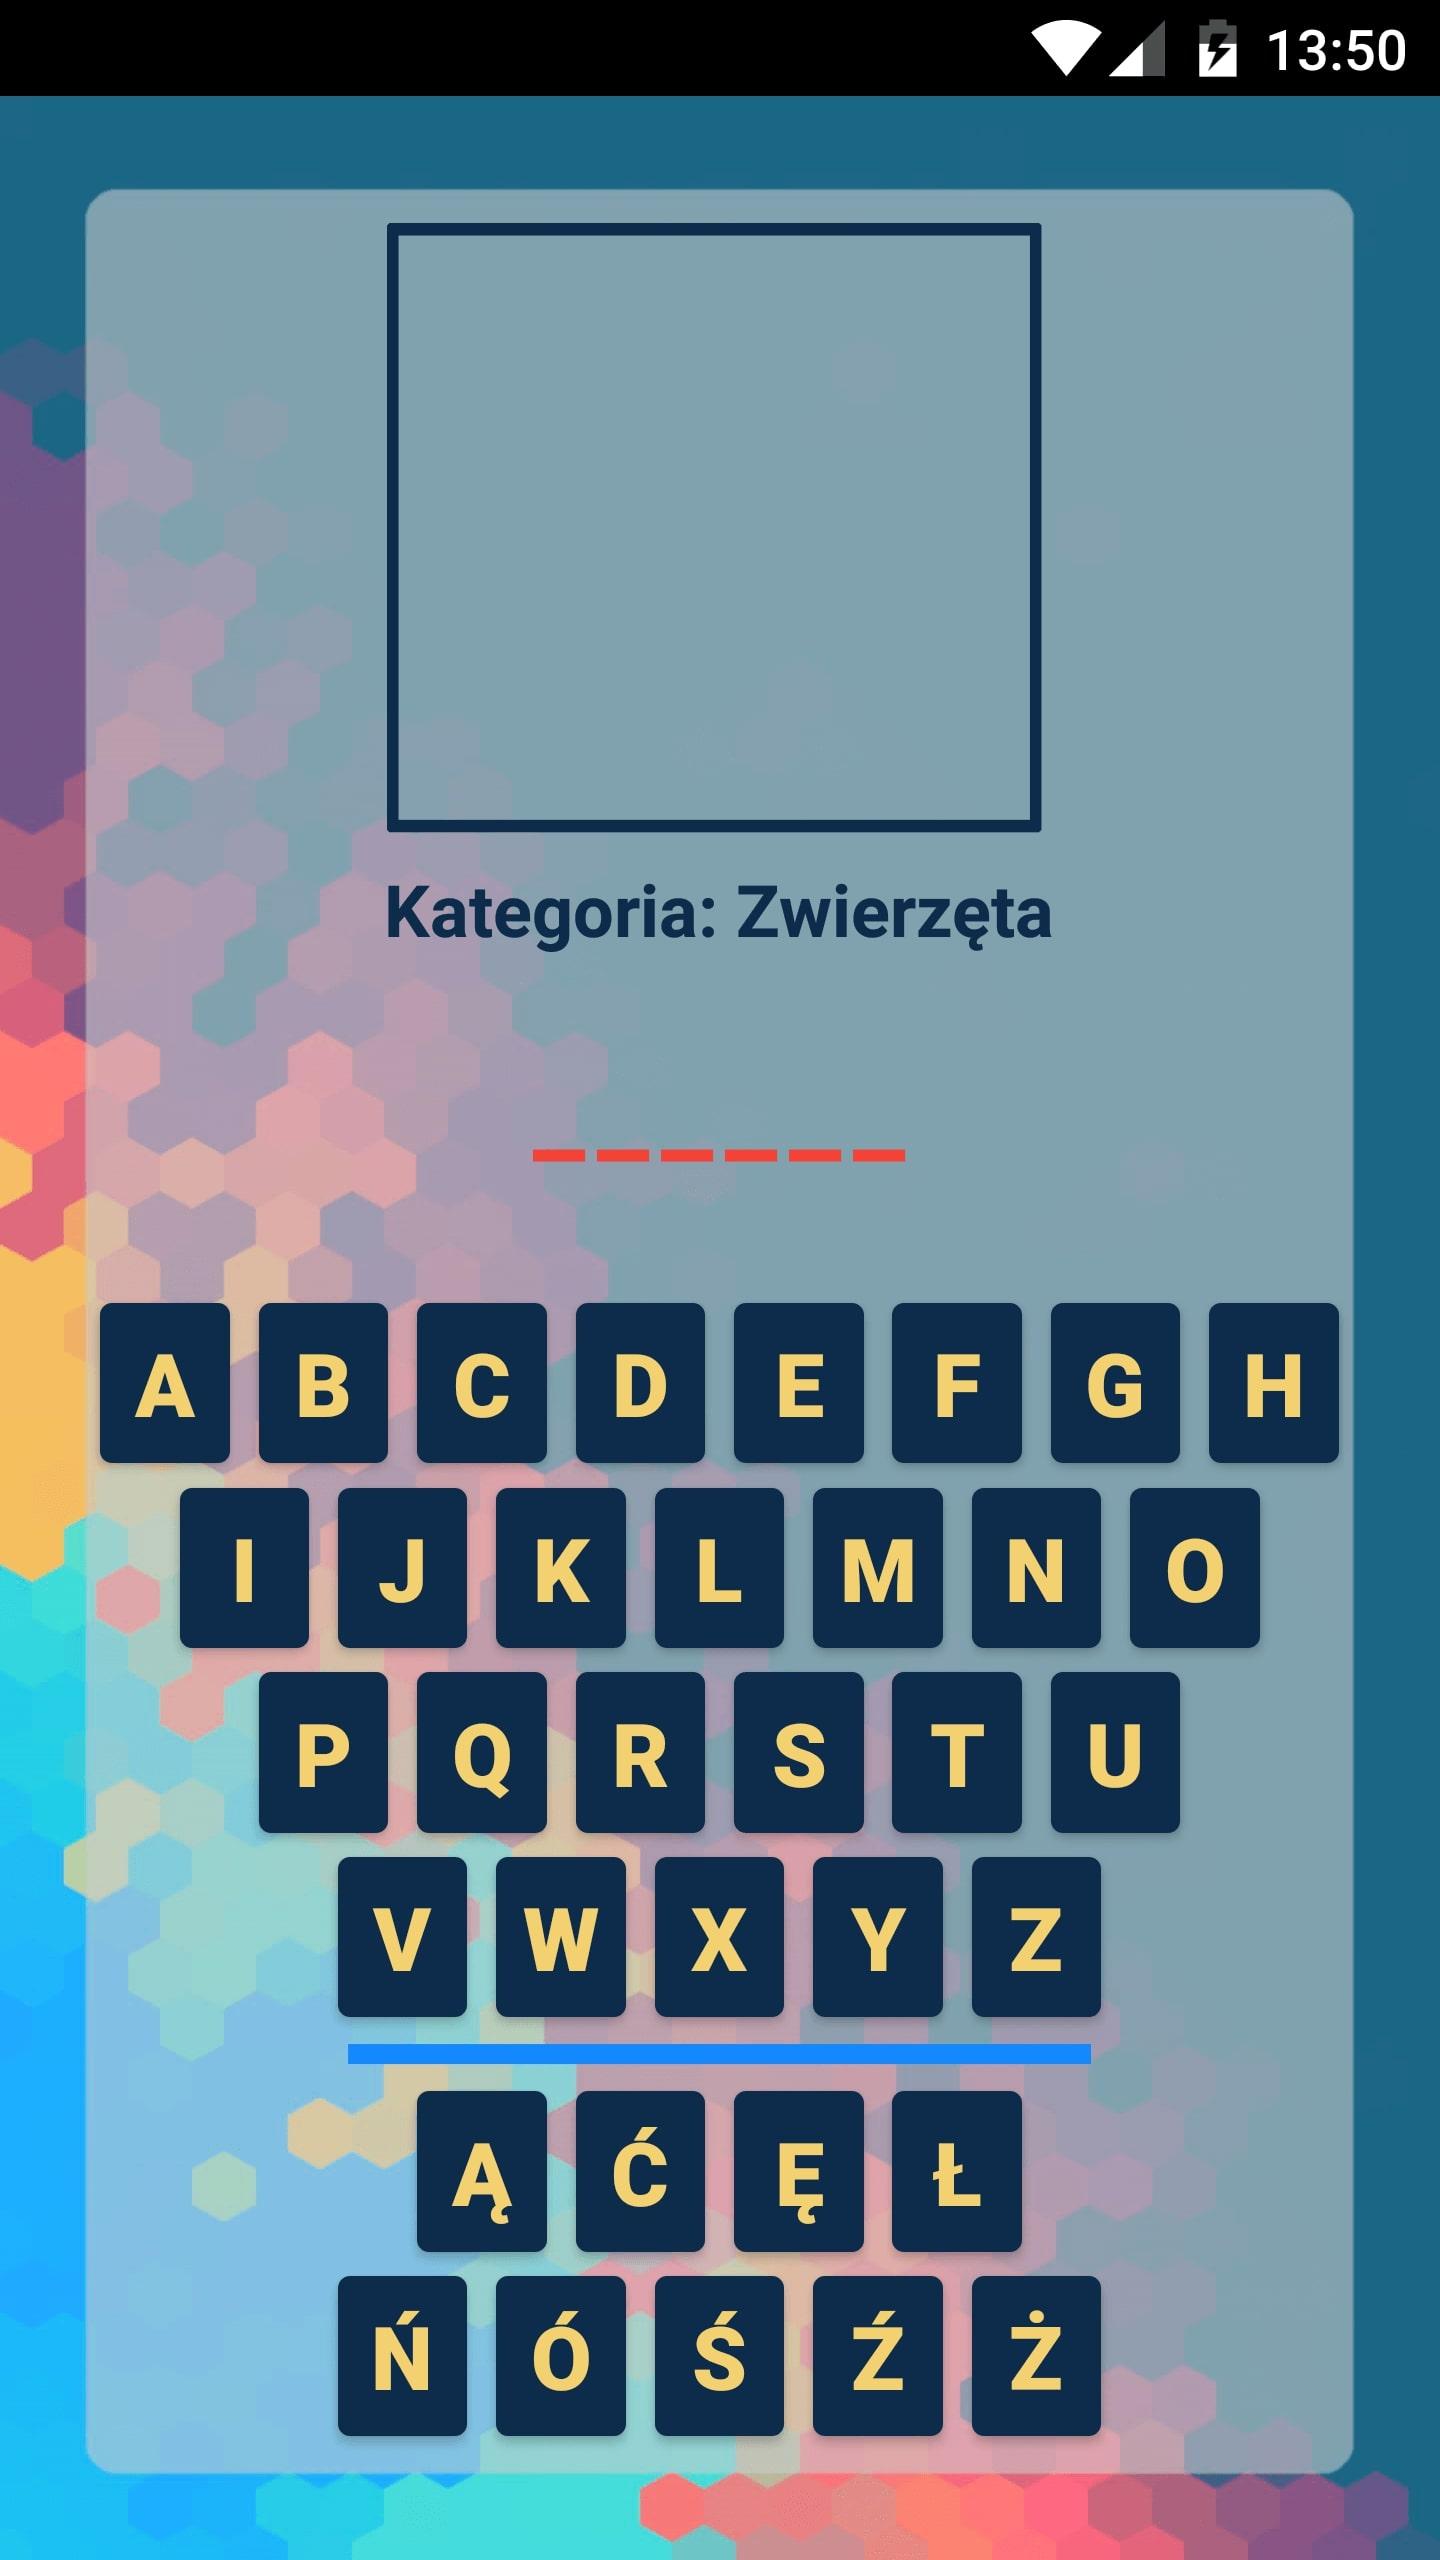 13:50
Kategoria: Zwierzęta
A B C D E F G H
I J K L M N O
P Q R S T U
V W X Y Z
Ą Ć Ę Ł
Ń Ó Ś Ź Ż